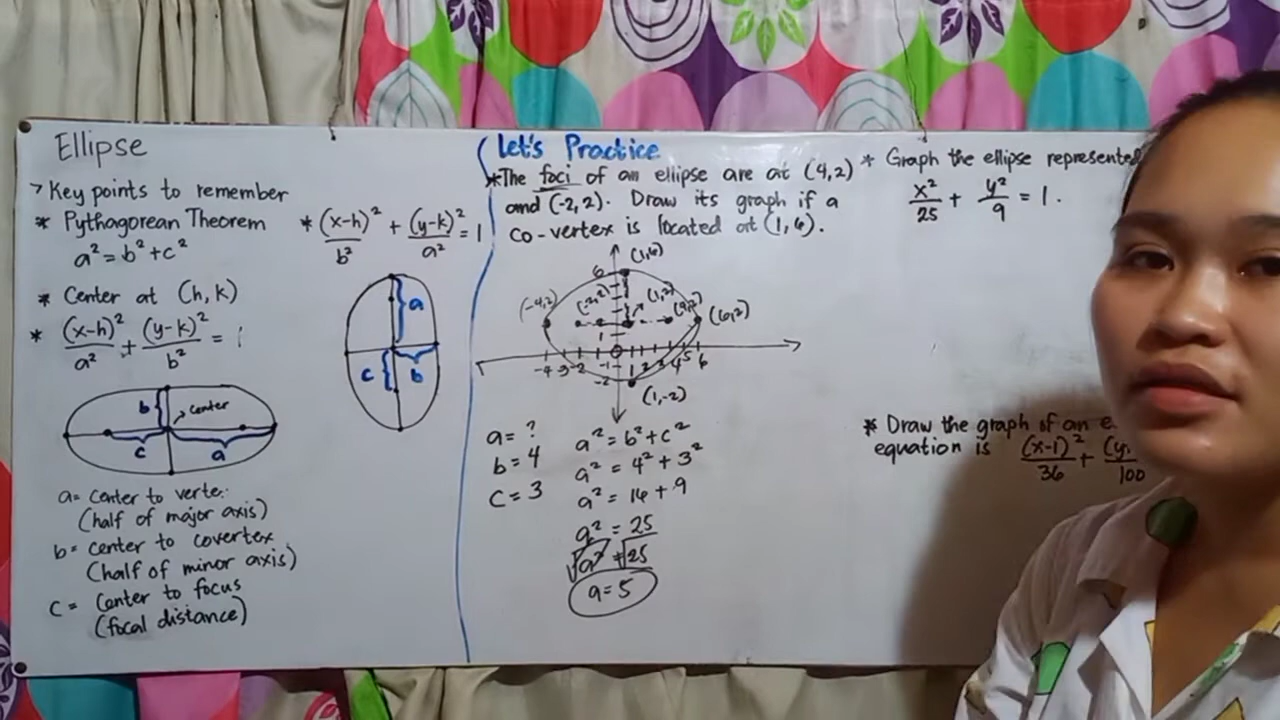 Ellipse
> Key points to remember
* Pythagorean Theorem
a² = b² + c²
* Center at (h, k)
* (x-h)²/a² + (y-k)²/b² = 1
b
center
c
a
a = center to verte
(half of major axis)
b = center to covertex
(half of minor axis)
c = center to focus
(focal distance)
* (x-h)²/b² + (y-k)²/a² = 1
a
c
b
Let's Practice
* The foci of an ellipse are at (4,2)
and (-2,2). Draw its graph if a
co-vertex is located at (1,6).
6
(1,6)
(-4,2)
(-2,2)
(1,2)
(4,2)
(6,2)
1
-4 -3 -2 -1 1 2 3 4 5 6
-2
(1,-2)
a = ?
b = 4
c = 3
a² = b² + c²
a² = 4² + 3²
a² = 16 + 9
a² = 25
√a² = √25
a = 5
* Graph the ellipse represented
x²/25 + y²/9 = 1.
* Draw the graph of an e
equation is (x-1)²/36 + (y /100